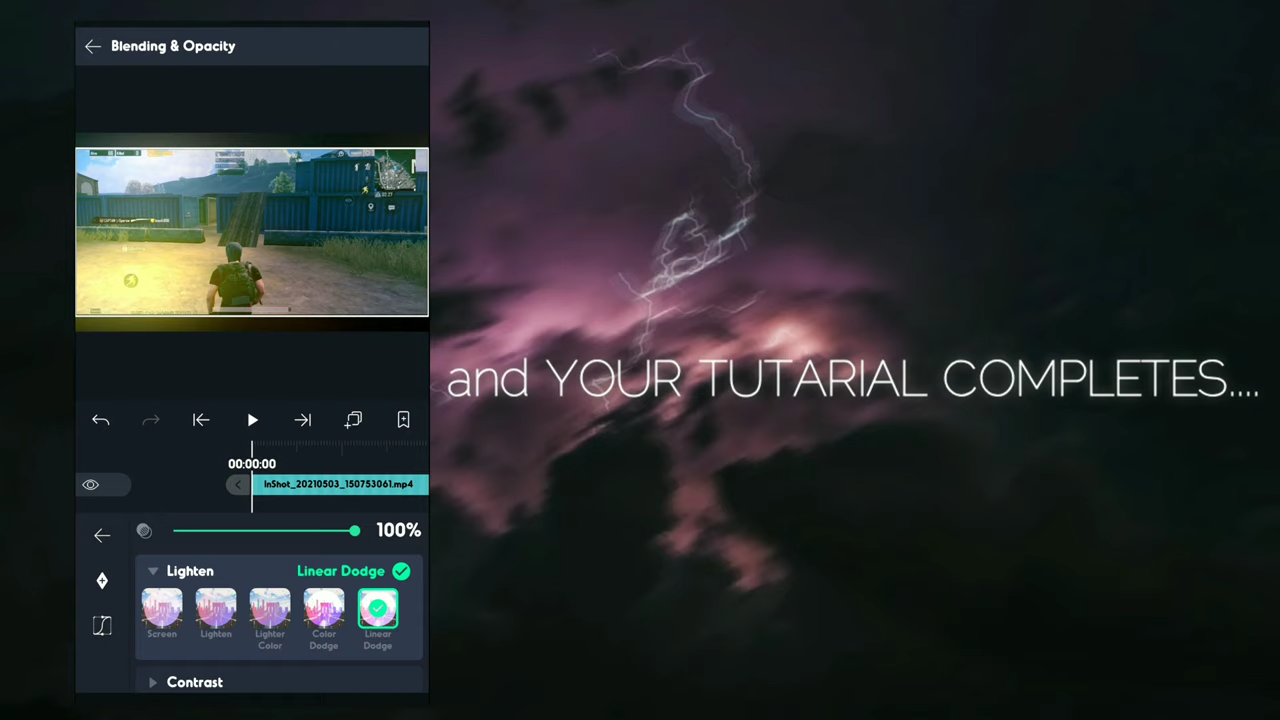 Blending & Opacity
and YOUR TUTARIAL COMPLETES....
00:00:00
InShot_20210503_150753061.mp4
100%
Lighten
Linear Dodge
Screen
Lighten
Lighter Color
Color Dodge
Linear Dodge
Contrast